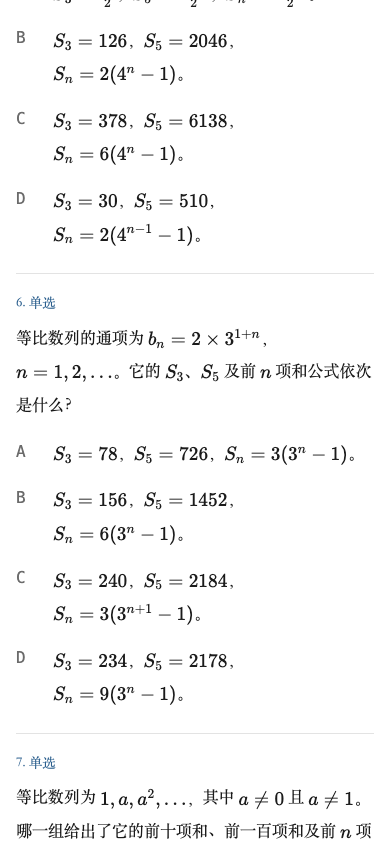 B S₃ = 126, S₅ = 2046,
Sₙ = 2(4ⁿ − 1)。
C S₃ = 378, S₅ = 6138,
Sₙ = 6(4ⁿ − 1)。
D S₃ = 30, S₅ = 510,
Sₙ = 2(4ⁿ⁻¹ − 1)。
6. 单选
等比数列的通项为 bₙ = 2 × 3¹⁺ⁿ,
n = 1, 2, . . .。它的 S₃、S₅ 及前 n 项和公式依次
是什么?
A S₃ = 78, S₅ = 726, Sₙ = 3(3ⁿ − 1)。
B S₃ = 156, S₅ = 1452,
Sₙ = 6(3ⁿ − 1)。
C S₃ = 240, S₅ = 2184,
Sₙ = 3(3ⁿ⁺¹ − 1)。
D S₃ = 234, S₅ = 2178,
Sₙ = 9(3ⁿ − 1)。
7. 单选
等比数列为 1, a, a², . . ., 其中 a ≠ 0 且 a ≠ 1。
哪一组给出了它的前十项和、前一百项和及前 n 项